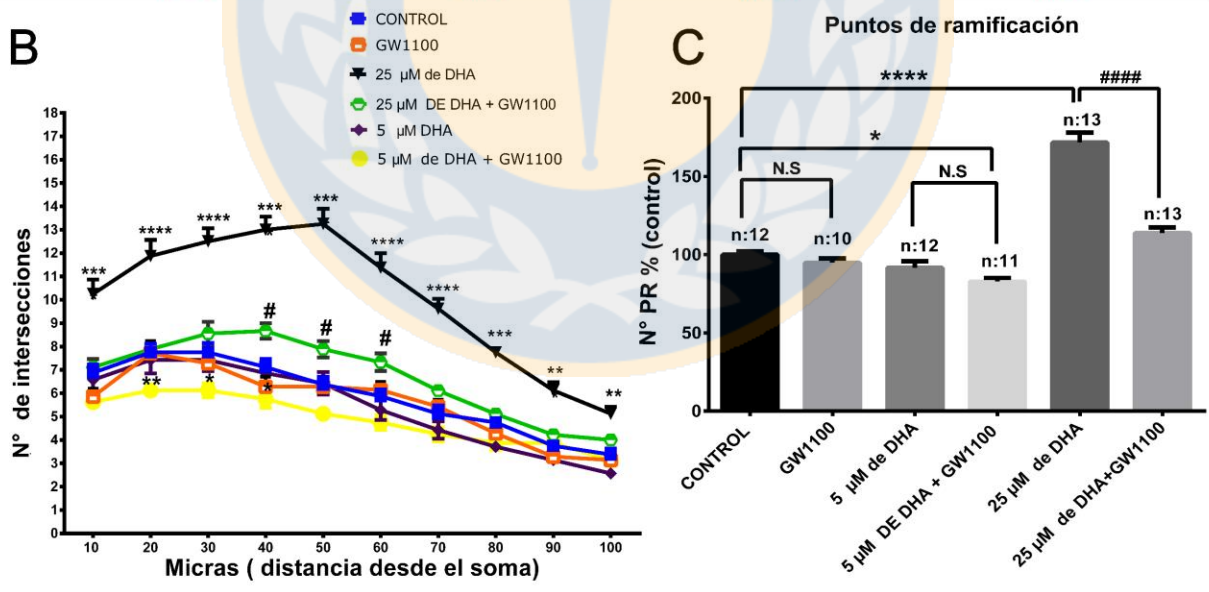 B
CONTROL
GW1100
25 µM de DHA
25 µM DE DHA + GW1100
5 µM DHA
5 µM de DHA + GW1100
18
17
16
15
14
13
12
11
10
9
8
7
6
5
4
3
2
1
0
N° de intersecciones
***
****
****
***
***
****
****
***
**
**
#
#
#
**
*
*
10 20 30 40 50 60 70 80 90 100
Micras ( distancia desde el soma)
C
Puntos de ramificación
**** ####
*
N.S
N.S
200
150
100
50
0
N° PR % (control)
n:12
n:10
n:12
n:11
n:13
n:13
CONTROL
GW1100
5 µM de DHA
5 µM DE DHA + GW1100
25 µM de DHA
25 µM de DHA+GW1100